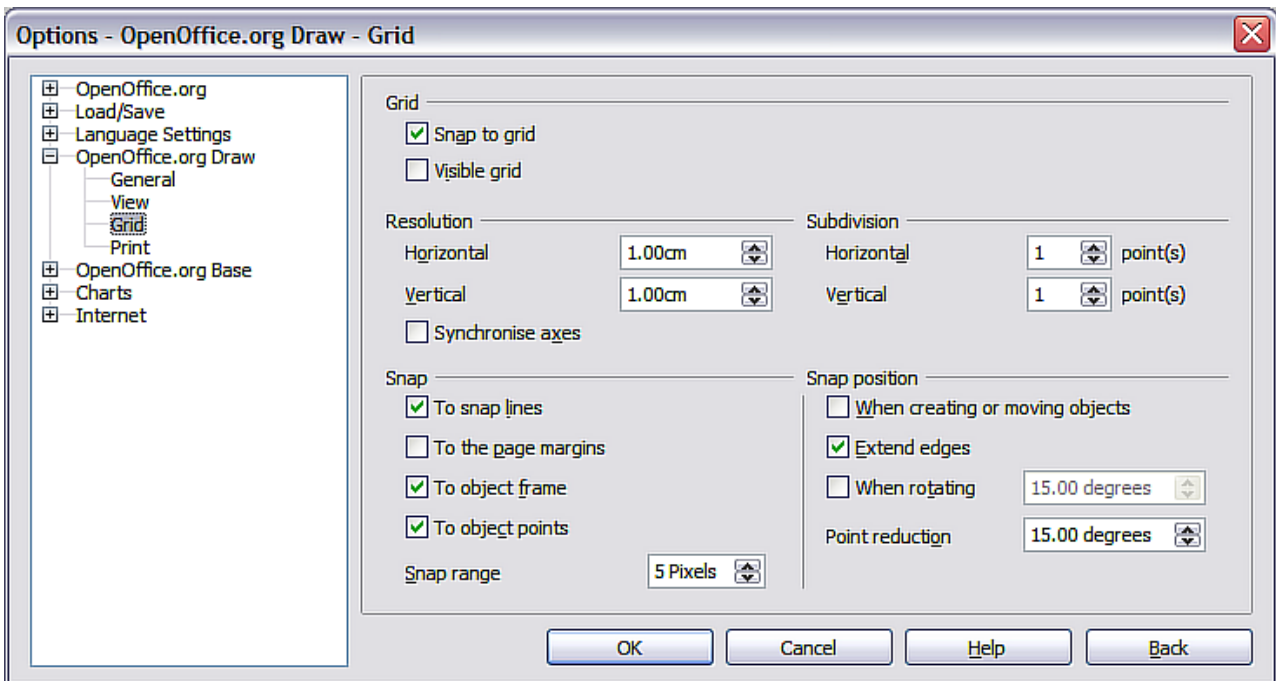 Options - OpenOffice.org Draw - Grid
OpenOffice.org
Load/Save
Language Settings
OpenOffice.org Draw
General
View
Grid
Print
OpenOffice.org Base
Charts
Internet
Grid
Snap to grid
Visible grid
Resolution
Horizontal 1.00cm
Vertical 1.00cm
Synchronise axes
Subdivision
Horizontal 1 point(s)
Vertical 1 point(s)
Snap
To snap lines
To the page margins
To object frame
To object points
Snap range 5 Pixels
Snap position
When creating or moving objects
Extend edges
When rotating 15.00 degrees
Point reduction 15.00 degrees
OK Cancel Help Back